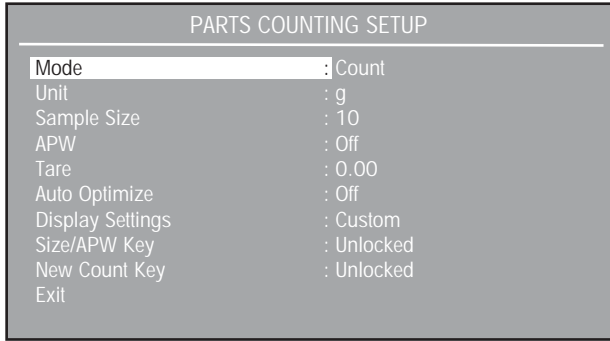 PARTS COUNTING SETUP
Mode : Count
Unit : g
Sample Size : 10
APW : Off
Tare : 0.00
Auto Optimize : Off
Display Settings : Custom
Size/APW Key : Unlocked
New Count Key : Unlocked
Exit